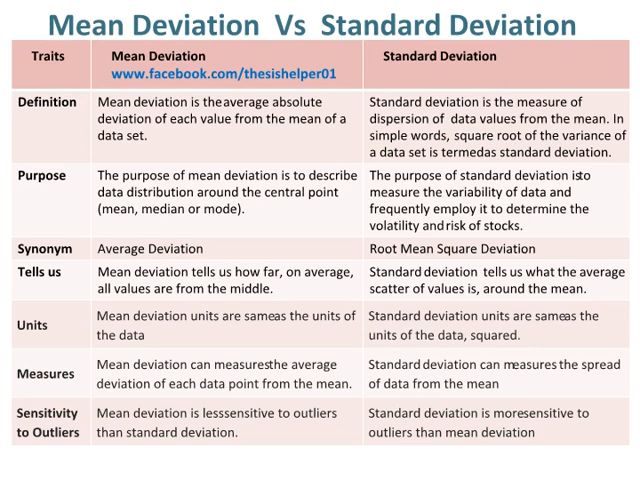 Mean Deviation Vs Standard Deviation
Traits
Mean Deviation
www.facebook.com/thesishelper01
Standard Deviation
Definition
Mean deviation is theaverage absolute
deviation of each value from the mean of a
data set.
Standard deviation is the measure of
dispersion of data values from the mean. In
simple words, square root of the variance of
a data set is termedas standard deviation.
Purpose
The purpose of mean deviation is to describe
data distribution around the central point
(mean, median or mode).
The purpose of standard deviation isto
measure the variability of data and
frequently employ it to determine the
volatility and risk of stocks.
Synonym
Average Deviation
Root Mean Square Deviation
Tells us
Mean deviation tells us how far, on average,
all values are from the middle.
Standard deviation tells us what the average
scatter of values is, around the mean.
Units
Mean deviation units are sameas the units of
the data
Standard deviation units are sameas the
units of the data, squared.
Measures
Mean deviation can measuresthe average
deviation of each data point from the mean.
Standard deviation can measures the spread
of data from the mean
Sensitivity
to Outliers
Mean deviation is lesssensitive to outliers
than standard deviation.
Standard deviation is moresensitive to
outliers than mean deviation